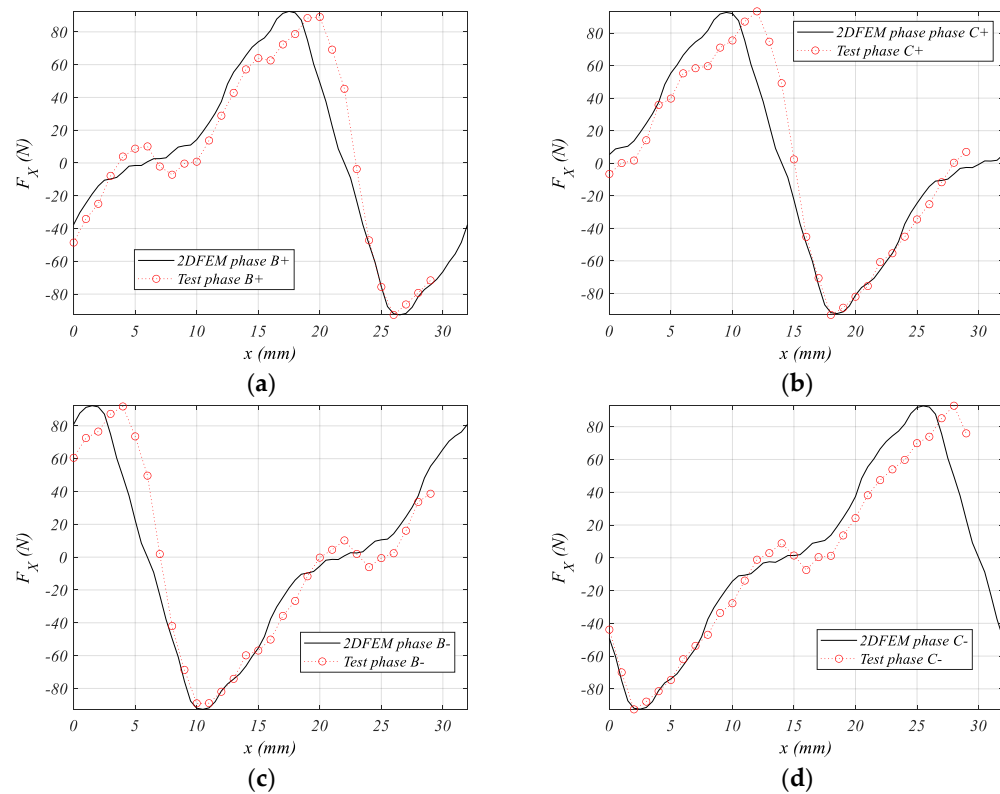 80
60
40
20
0
-20
-40
-60
-80
F_X (N)
2DFEM phase B+
Test phase B+
0 5 10 15 20 25 30
x (mm)
(a)
80
60
40
20
0
-20
-40
-60
-80
F_X (N)
2DFEM phase phase C+
Test phase C+
0 5 10 15 20 25 30
x (mm)
(b)
80
60
40
20
0
-20
-40
-60
-80
F_X (N)
2DFEM phase B-
Test phase B-
0 5 10 15 20 25 30
x (mm)
(c)
80
60
40
20
0
-20
-40
-60
-80
F_X (N)
2DFEM phase C-
Test phase C-
0 5 10 15 20 25 30
x (mm)
(d)